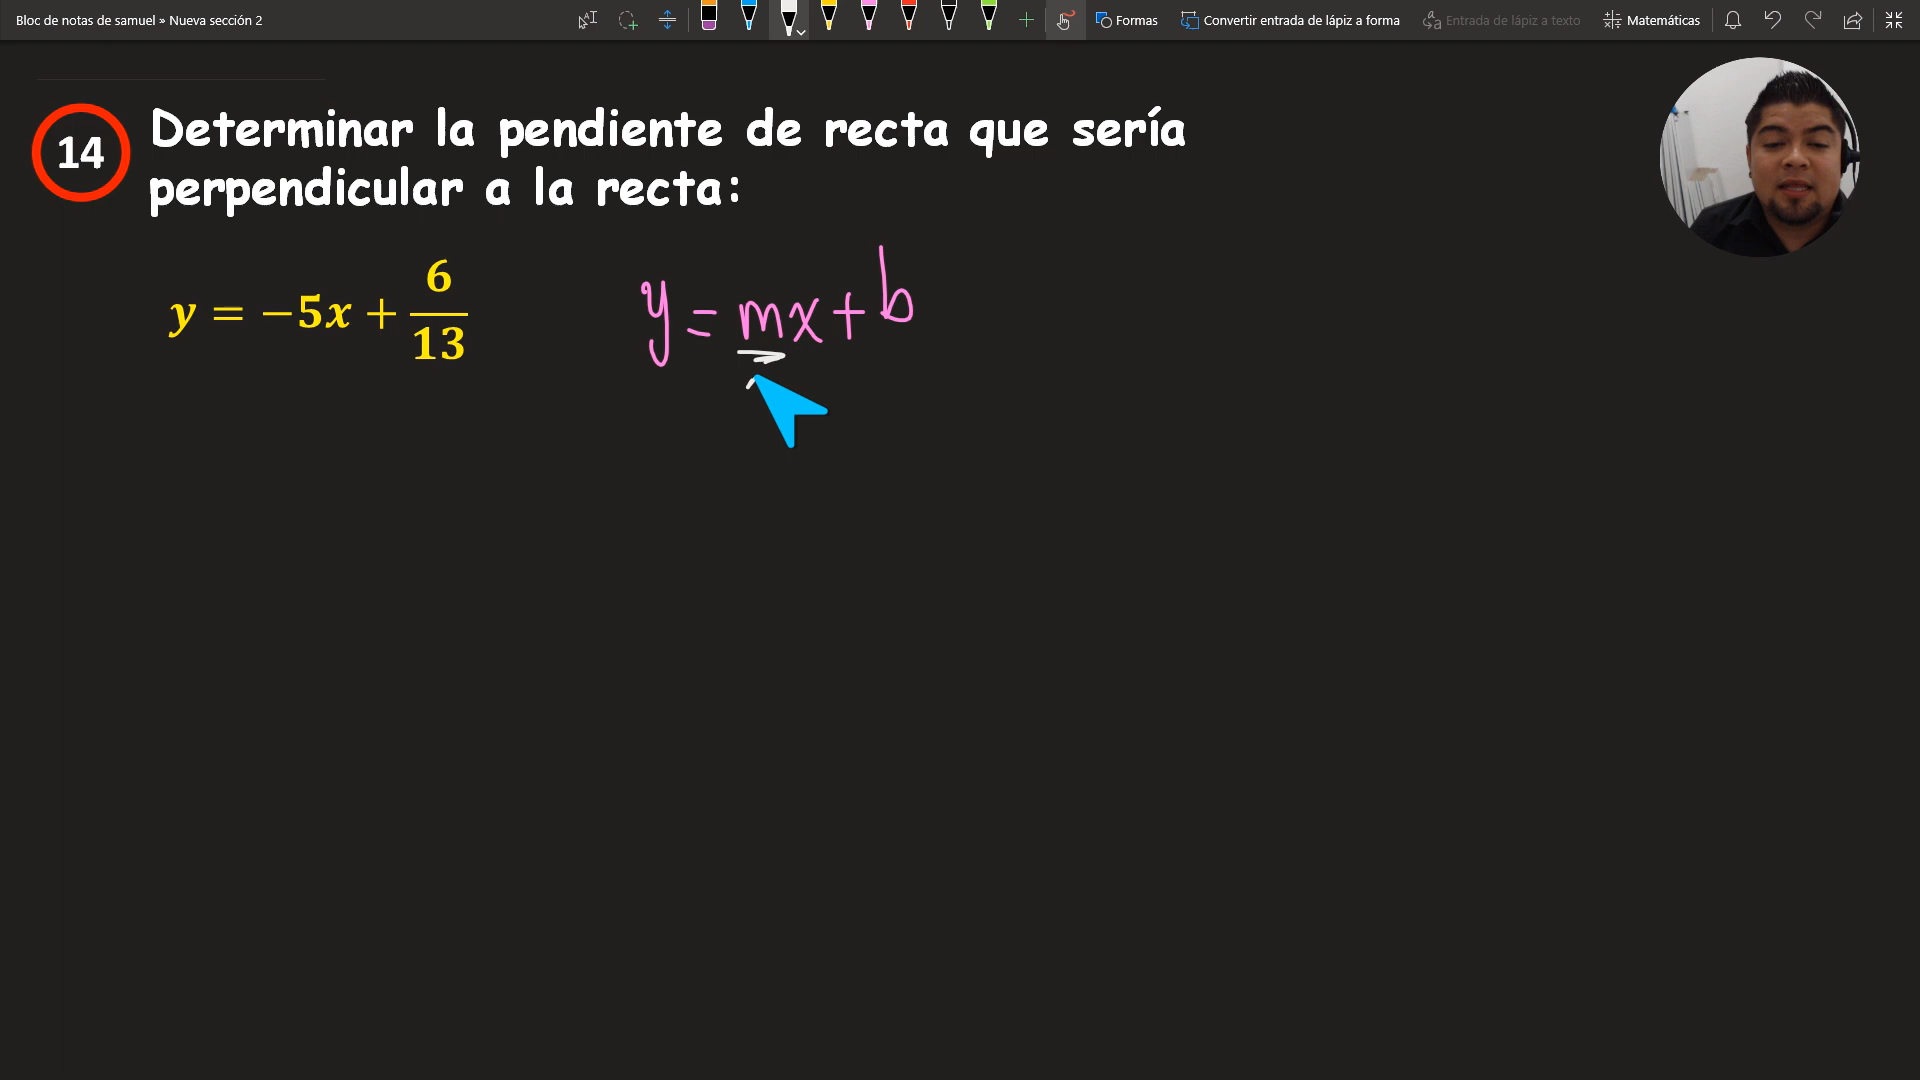 Bloc de notas de samuel » Nueva sección 2
Formas
Convertir entrada de lápiz a forma
Entrada de lápiz a texto
Matemáticas
14
Determinar la pendiente de recta que sería
perpendicular a la recta:
y = −5x + 6/13
y = mx + b